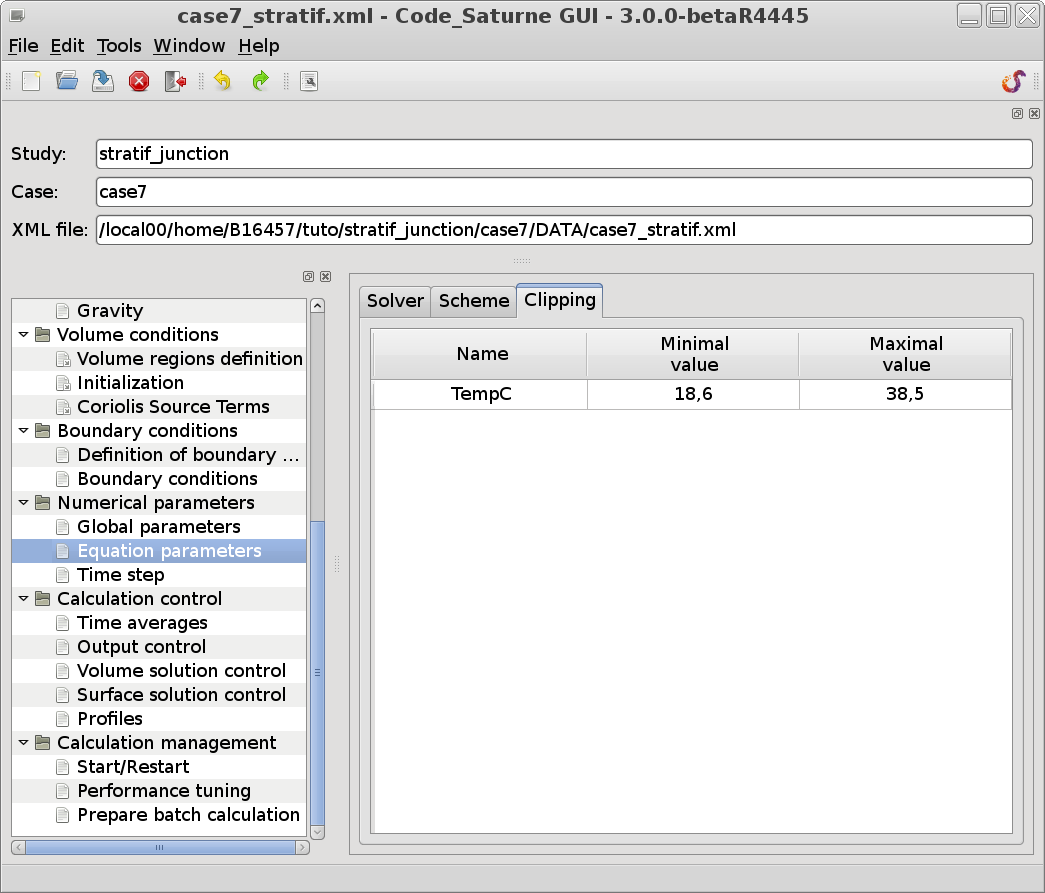 case7_stratif.xml - Code_Saturne GUI - 3.0.0-betaR4445
File Edit Tools Window Help
Study: stratif_junction
Case: case7
XML file: /local00/home/B16457/tuto/stratif_junction/case7/DATA/case7_stratif.xml
Gravity
Volume conditions
Volume regions definition
Initialization
Coriolis Source Terms
Boundary conditions
Definition of boundary ...
Boundary conditions
Numerical parameters
Global parameters
Equation parameters
Time step
Calculation control
Time averages
Output control
Volume solution control
Surface solution control
Profiles
Calculation management
Start/Restart
Performance tuning
Prepare batch calculation
Solver Scheme Clipping
Name Minimal value Maximal value
TempC 18,6 38,5